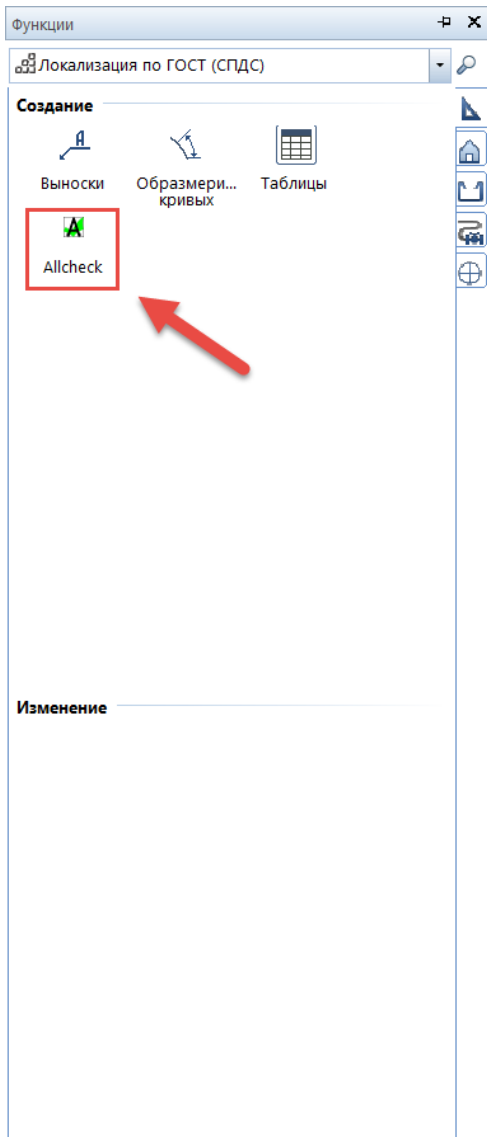 Функции
Локализация по ГОСТ (СПДС)
Создание
Выноски
Образмери...
кривых
Таблицы
Allcheck
Изменение